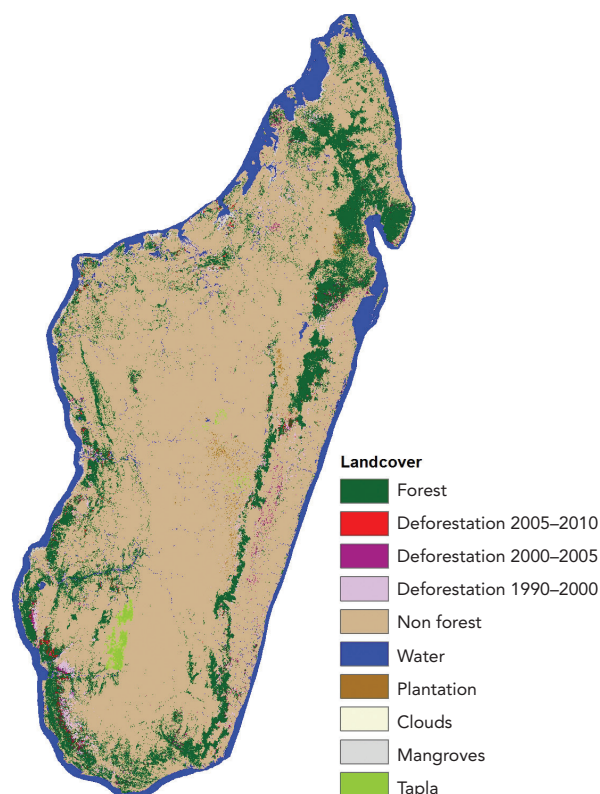 Landcover
Forest
Deforestation 2005–2010
Deforestation 2000–2005
Deforestation 1990–2000
Non forest
Water
Plantation
Clouds
Mangroves
Tapla